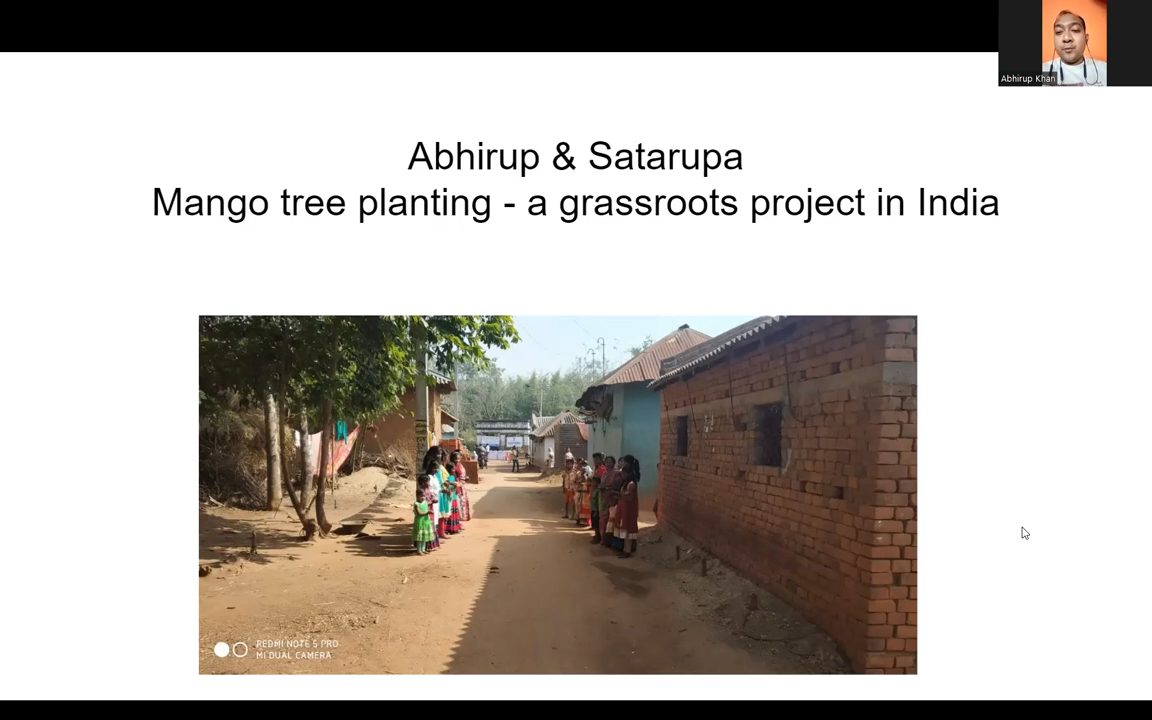 Abhirup Khan
Abhirup & Satarupa
Mango tree planting - a grassroots project in India
REDMI NOTE 5 PRO
MI DUAL CAMERA